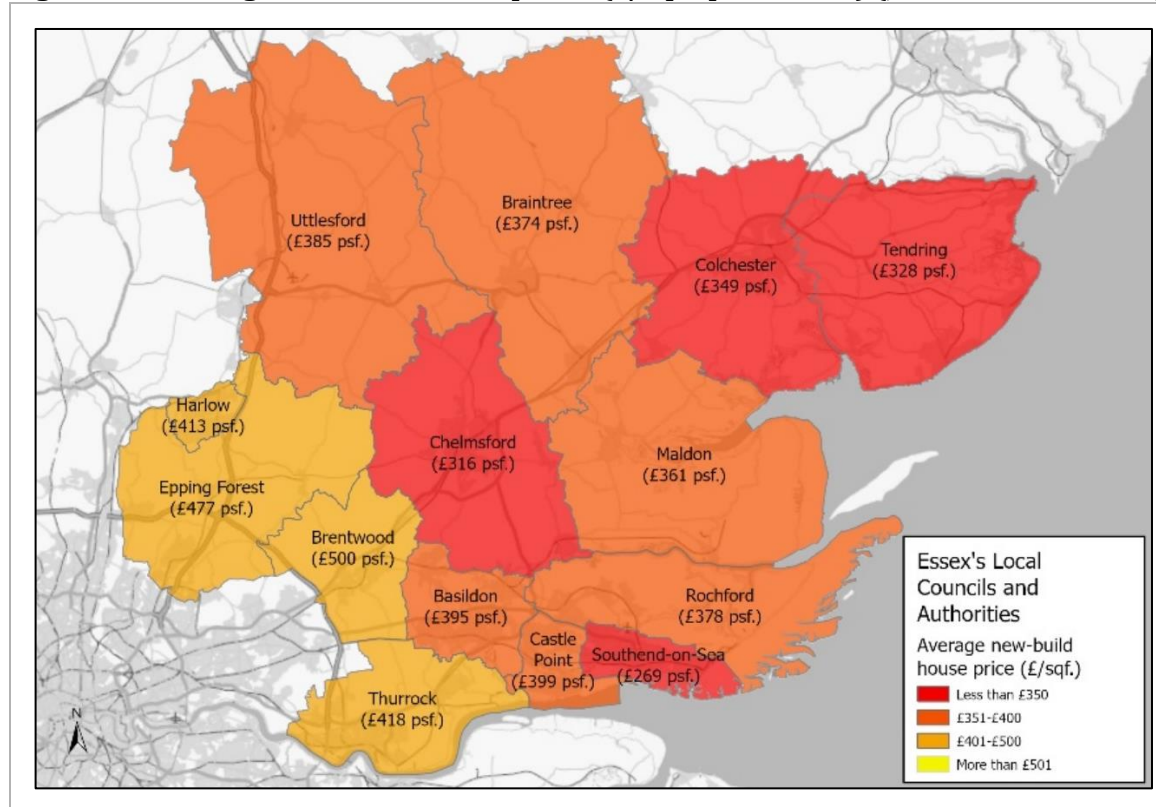 Uttlesford
(£385 psf.)
Braintree
(£374 psf.)
Colchester
(£349 psf.)
Tendring
(£328 psf.)
Harlow
(£413 psf.)
Chelmsford
(£316 psf.)
Maldon
(£361 psf.)
Epping Forest
(£477 psf.)
Brentwood
(£500 psf.)
Basildon
(£395 psf.)
Rochford
(£378 psf.)
Castle
Point
(£399 psf.)
Southend-on-Sea
(£269 psf.)
Thurrock
(£418 psf.)
N
Essex's Local
Councils and
Authorities
Average new-build
house price (£/sqf.)
Less than £350
£351-£400
£401-£500
More than £501